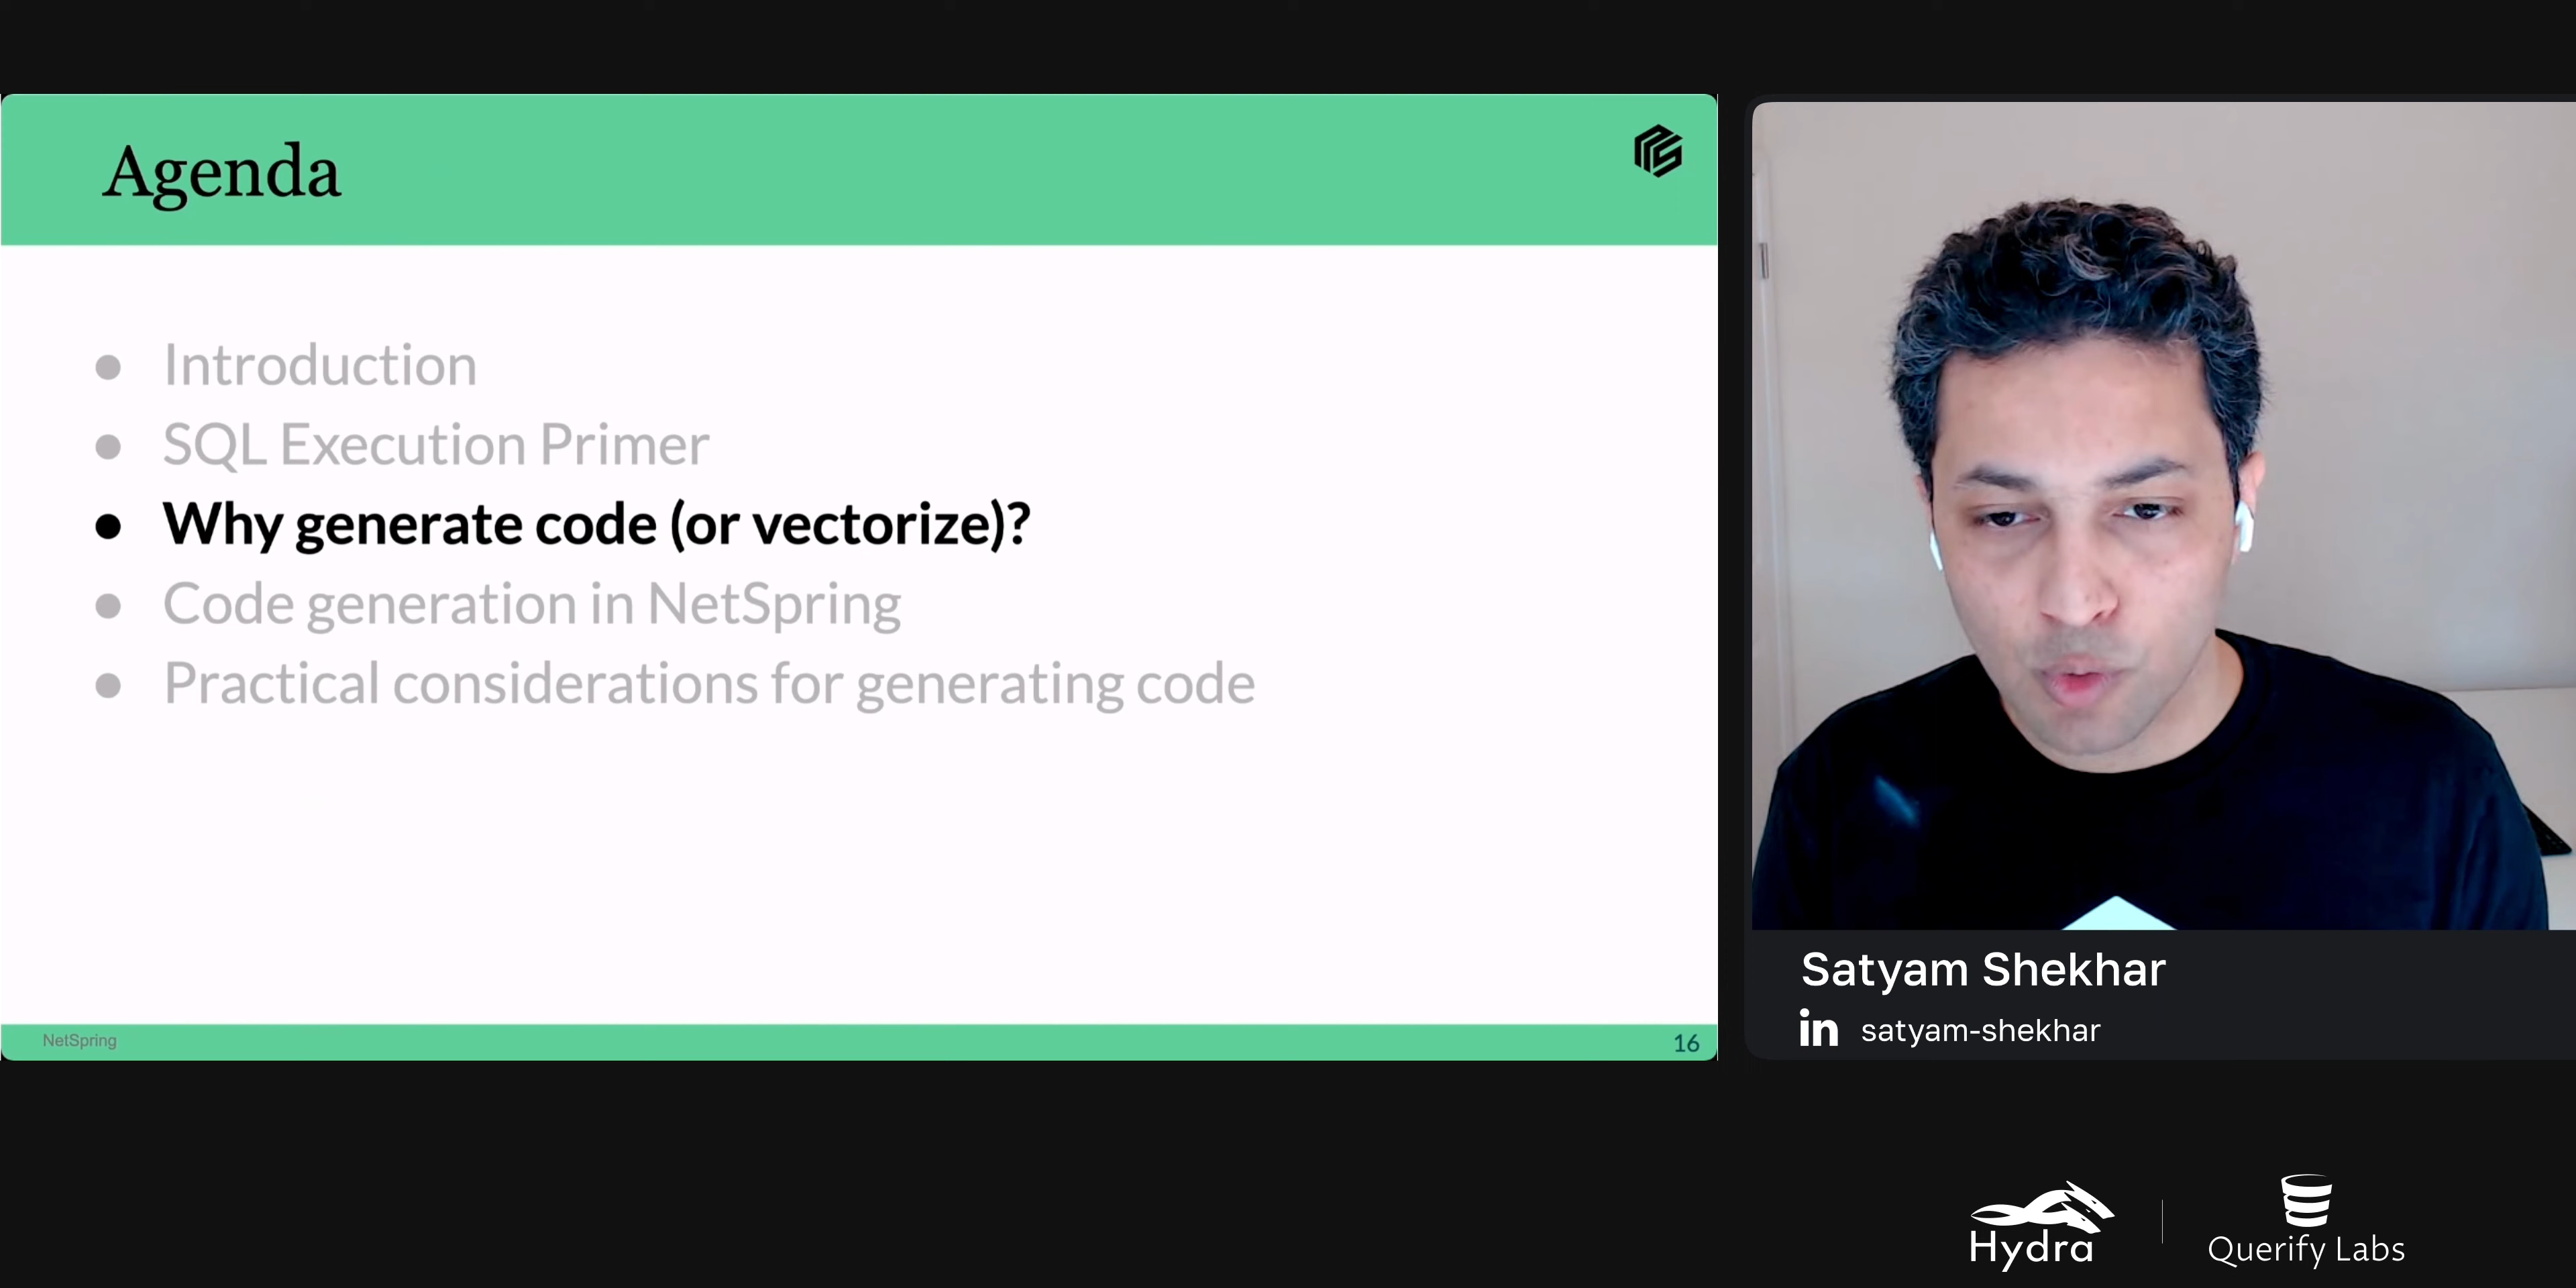 Agenda
● Introduction
● SQL Execution Primer
● Why generate code (or vectorize)?
● Code generation in NetSpring
● Practical considerations for generating code
NetSpring
16
Satyam Shekhar
in satyam-shekhar
Hydra
Querify Labs